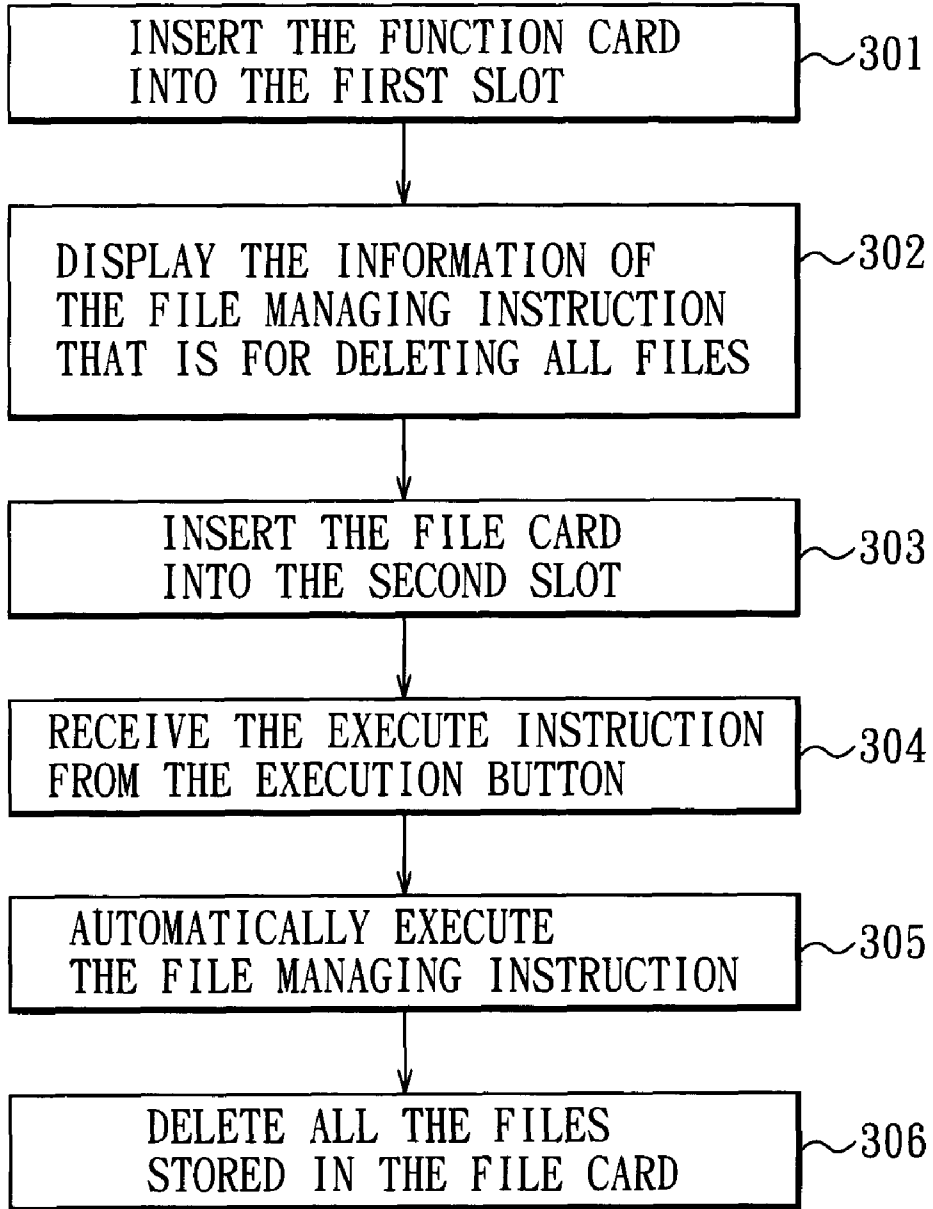 INSERT THE FUNCTION CARD
INTO THE FIRST SLOT
301
DISPLAY THE INFORMATION OF
THE FILE MANAGING INSTRUCTION
THAT IS FOR DELETING ALL FILES
302
INSERT THE FILE CARD
INTO THE SECOND SLOT
303
RECEIVE THE EXECUTE INSTRUCTION
FROM THE EXECUTION BUTTON
304
AUTOMATICALLY EXECUTE
THE FILE MANAGING INSTRUCTION
305
DELETE ALL THE FILES
STORED IN THE FILE CARD
306